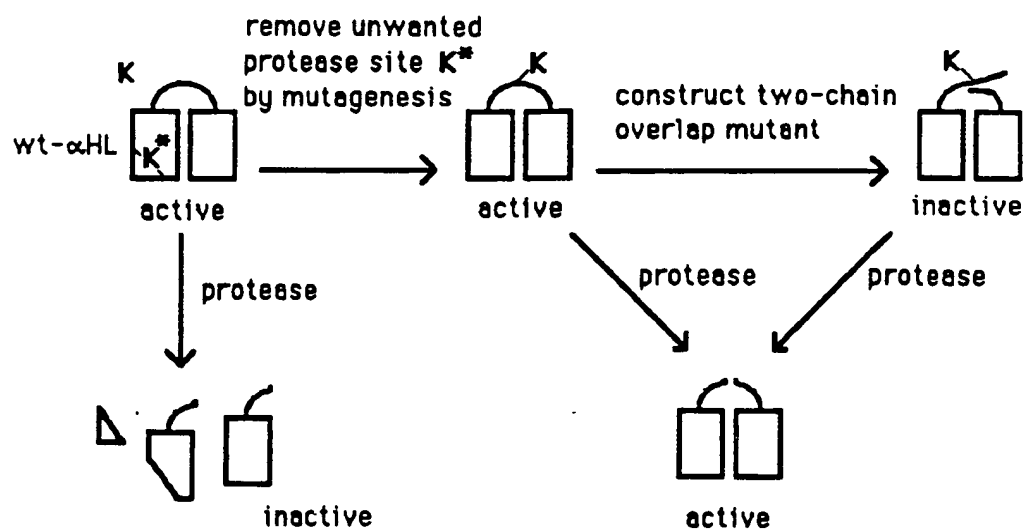 remove unwanted
protease site K*
by mutagenesis
K
K
K
construct two-chain
overlap mutant
wt-αHL
K*
active
active
inactive
protease
protease
protease
inactive
active